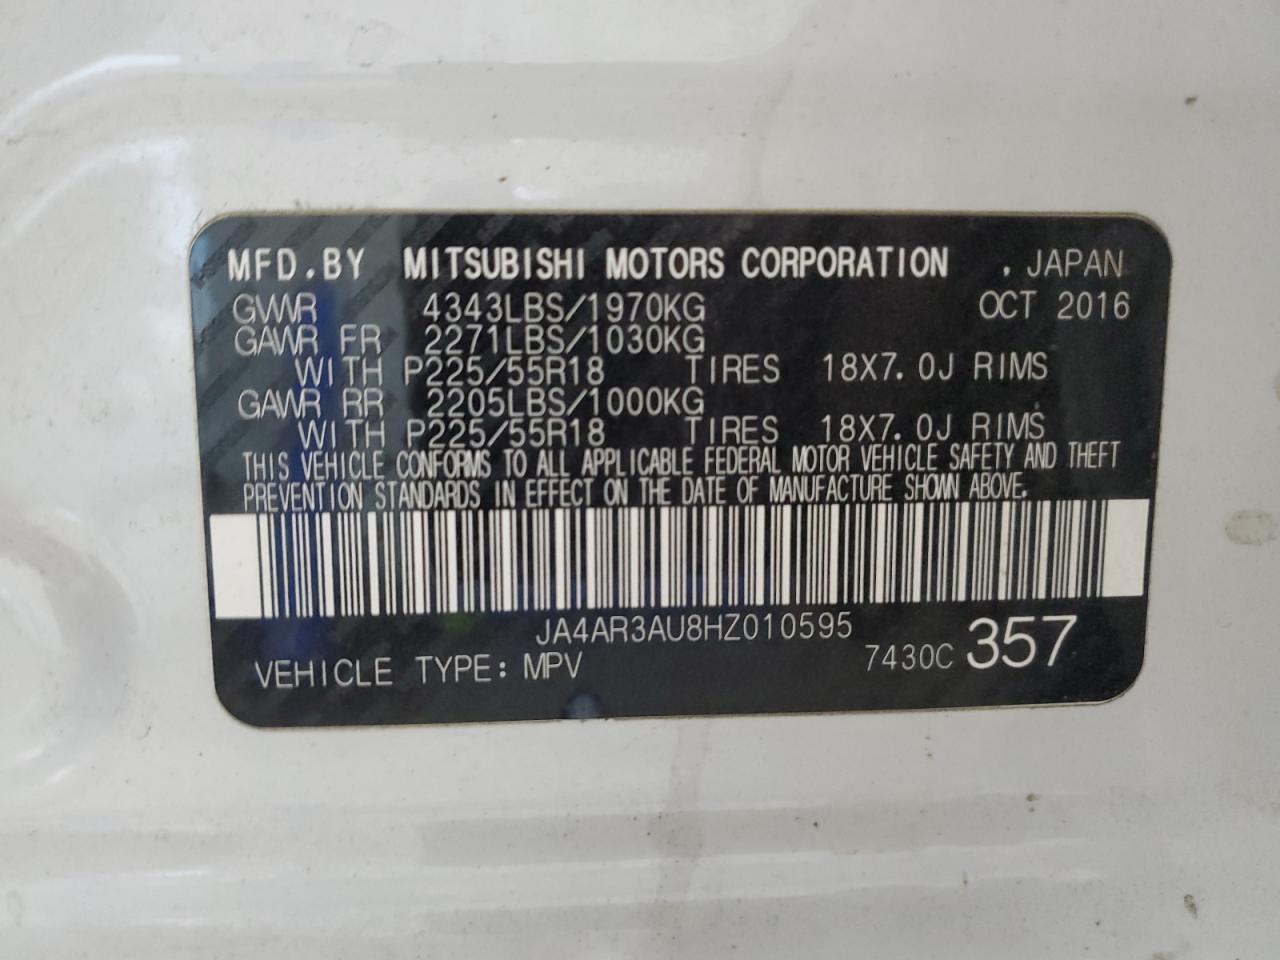 MFD.BY MITSUBISHI MOTORS CORPORATION , JAPAN
GVWR 4343LBS/1970KG OCT 2016
GAWR FR 2271LBS/1030KG
WITH P225/55R18 TIRES 18X7.0J RIMS
GAWR RR 2205LBS/1000KG
WITH P225/55R18 TIRES 18X7.0J RIMS
THIS VEHICLE CONFORMS TO ALL APPLICABLE FEDERAL MOTOR VEHICLE SAFETY AND THEFT
PREVENTION STANDARDS IN EFFECT ON THE DATE OF MANUFACTURE SHOWN ABOVE.
JA4AR3AU8HZ010595
VEHICLE TYPE: MPV 7430C 357